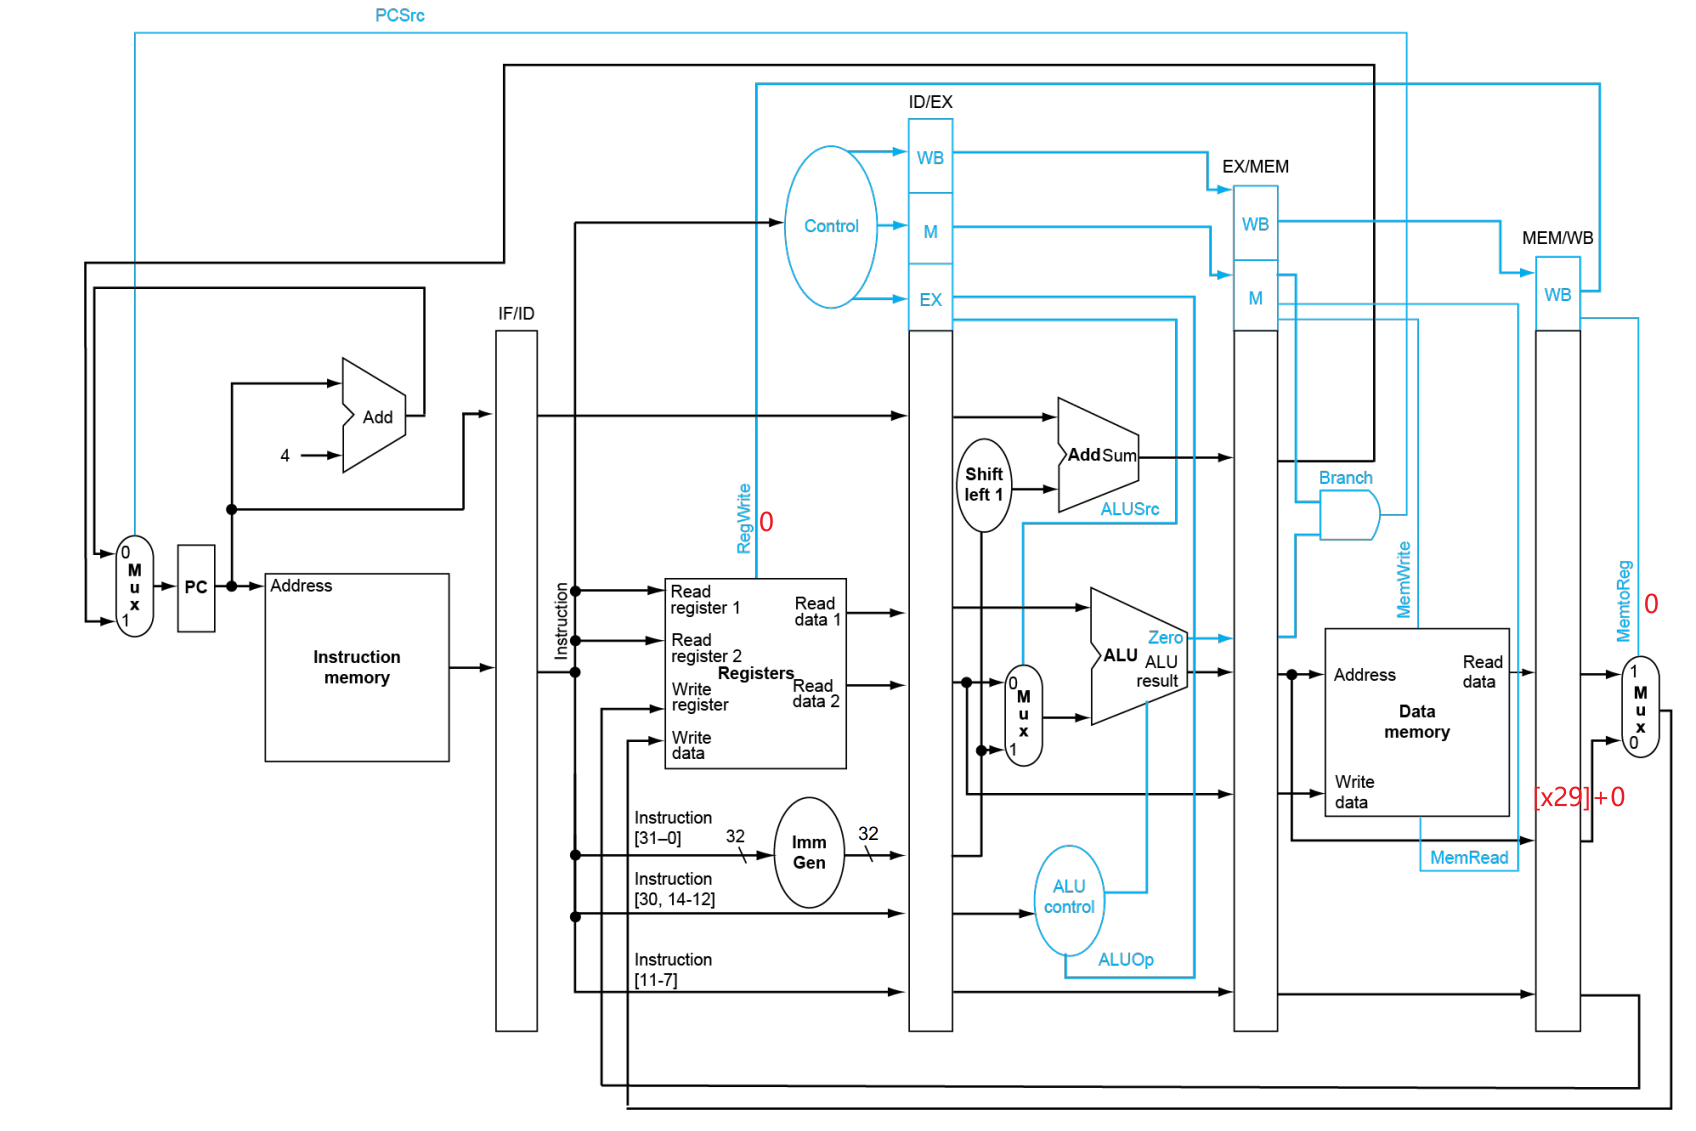 PCSrc
ID/EX
WB
EX/MEM
Control
M
WB
MEM/WB
EX
M
WB
IF/ID
Add
4
Shift
left 1
Add Sum
ALUSrc
Branch
RegWrite
0
MemWrite
MemtoReg
0
0
M
u
x
1
PC
Address
Instruction
memory
Instruction
Read
register 1
Read
register 2
Write
register
Write
data
Registers
Read
data 1
Read
data 2
0
M
u
x
1
Zero
ALU
ALU
result
Address
Read
data
Data
memory
Write
data
1
M
u
x
0
[x29]+0
MemRead
Instruction
[31–0]
32
Imm
Gen
32
Instruction
[30, 14-12]
ALU
control
ALUOp
Instruction
[11-7]